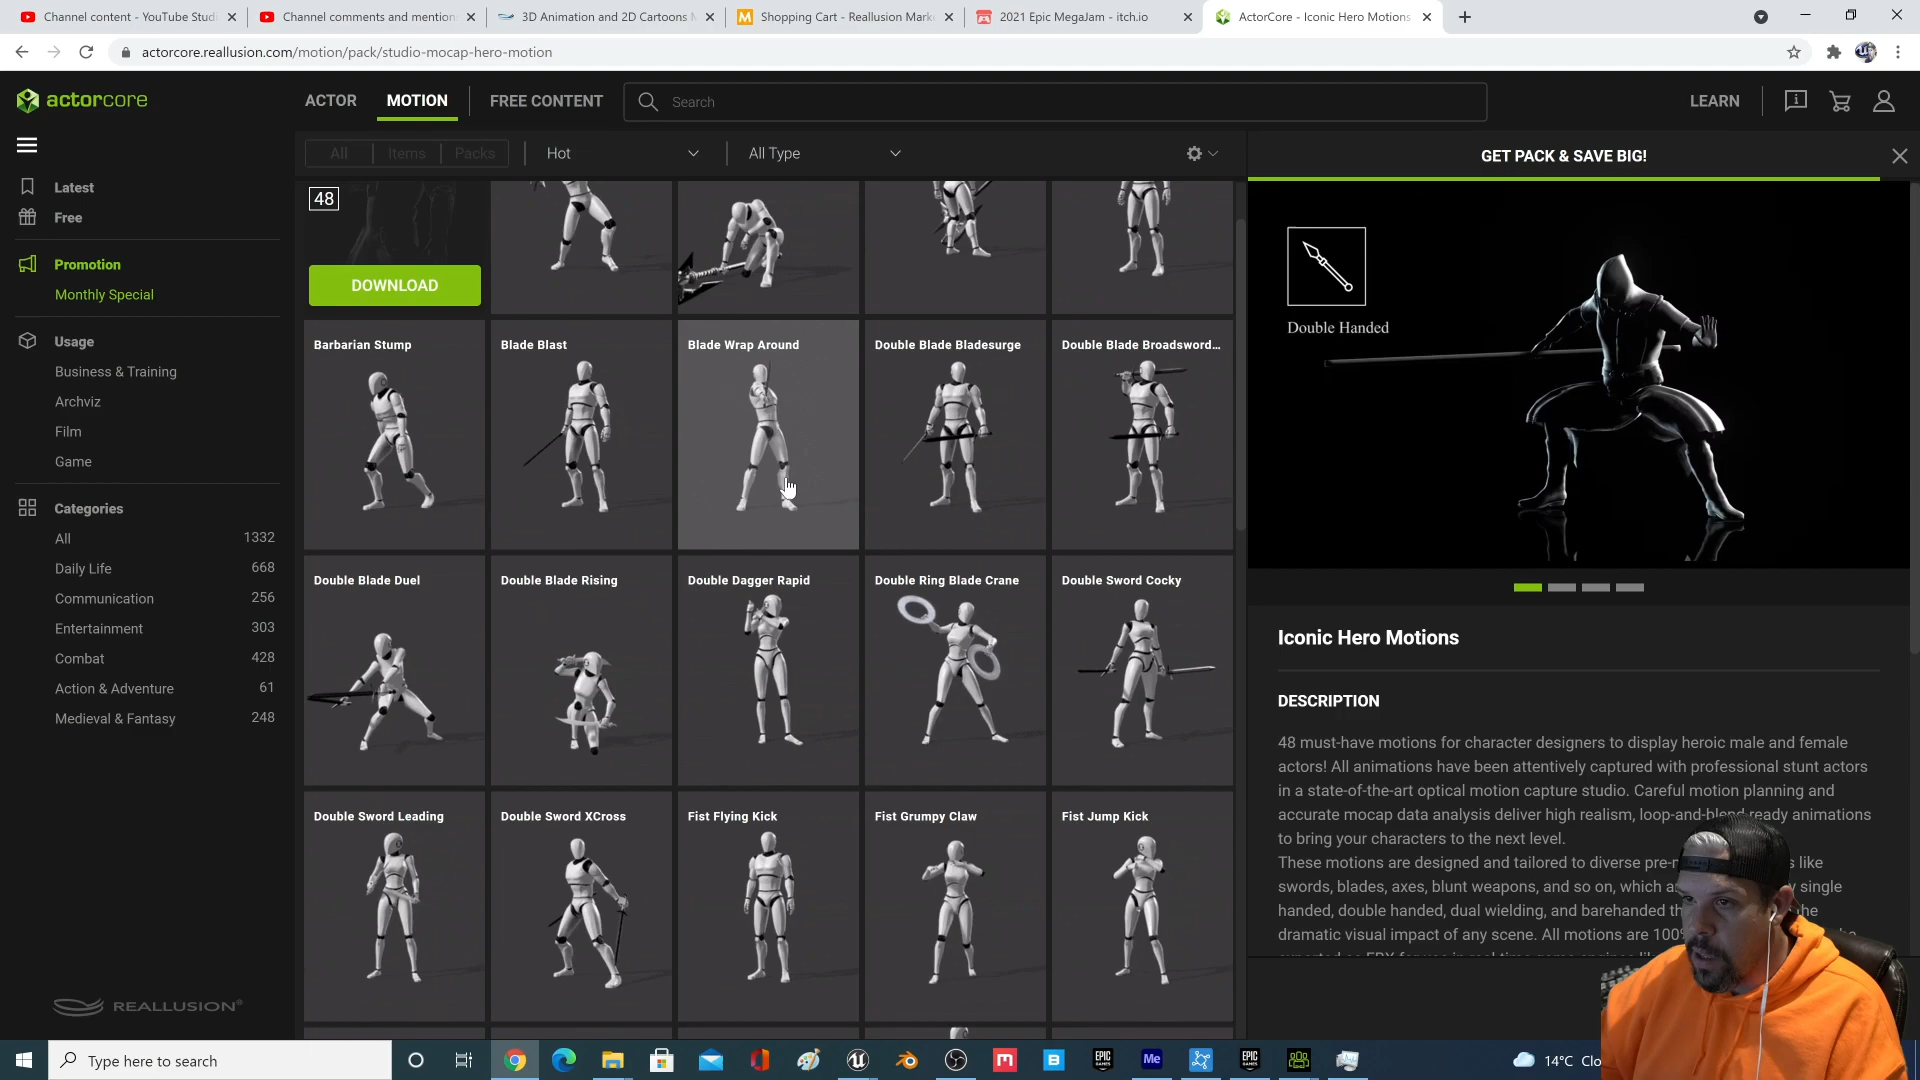 Channel content - YouTube Studi
Channel comments and mention
3D Animation and 2D Cartoons M
Shopping Cart - Reallusion Mark
2021 Epic MegaJam - itch.io
ActorCore - Iconic Hero Motions
actorcore.reallusion.com/motion/pack/studio-mocap-hero-motion
actorcore
ACTOR
MOTION
FREE CONTENT
Search
LEARN
All
Items
Packs
Hot
All Type
GET PACK & SAVE BIG!
Latest
Free
Promotion
Monthly Special
Usage
Business & Training
Archviz
Film
Game
Categories
All 1332
Daily Life 668
Communication 256
Entertainment 303
Combat 428
Action & Adventure 61
Medieval & Fantasy 248
REALLUSION®
48
DOWNLOAD
Barbarian Stump
Blade Blast
Blade Wrap Around
Double Blade Bladesurge
Double Blade Broadsword...
Double Blade Duel
Double Blade Rising
Double Dagger Rapid
Double Ring Blade Crane
Double Sword Cocky
Double Sword Leading
Double Sword XCross
Fist Flying Kick
Fist Grumpy Claw
Fist Jump Kick
Double Handed
Iconic Hero Motions
DESCRIPTION
48 must-have motions for character designers to display heroic male and female
actors! All animations have been attentively captured with professional stunt actors
in a state-of-the-art optical motion capture studio. Careful motion planning and
accurate mocap data analysis deliver high realism, loop-and-blend ready animations
to bring your characters to the next level.
These motions are designed and tailored to diverse like
swords, blades, axes, blunt weapons, and so on, which single
handed, double handed, dual wielding, and barehanded the
dramatic visual impact of any scene. All motions are 100%
Type here to search
EPIC GAMES
Me
EPIC GAMES
14°C Clo